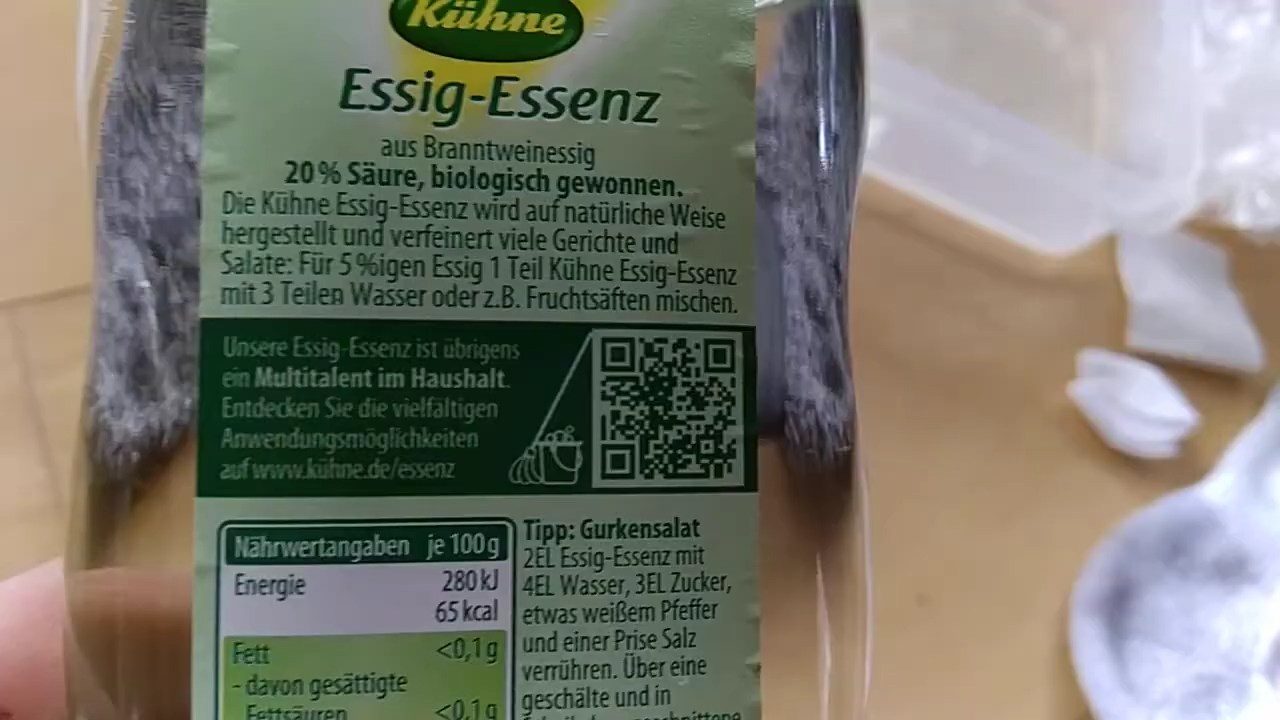 Kühne
Essig-Essenz
aus Branntweinessig
20% Säure, biologisch gewonnen.
Die Kühne Essig-Essenz wird auf natürliche Weise
hergestellt und verfeinert viele Gerichte und
Salate: Für 5%igen Essig 1 Teil Kühne Essig-Essenz
mit 3 Teilen Wasser oder z.B. Fruchtsäften mischen.
Unsere Essig-Essenz ist übrigens
ein Multitalent im Haushalt.
Entdecken Sie die vielfältigen
Anwendungsmöglichkeiten
auf www.kühne.de/essenz
Nährwertangaben je 100g
Energie 280 kJ
65 kcal
Fett <0,1 g
- davon gesättigte
Fettsäuren <0,1 g
Tipp: Gurkensalat
2EL Essig-Essenz mit
4EL Wasser, 3EL Zucker,
etwas weißem Pfeffer
und einer Prise Salz
verrühren. Über eine
geschälte und in